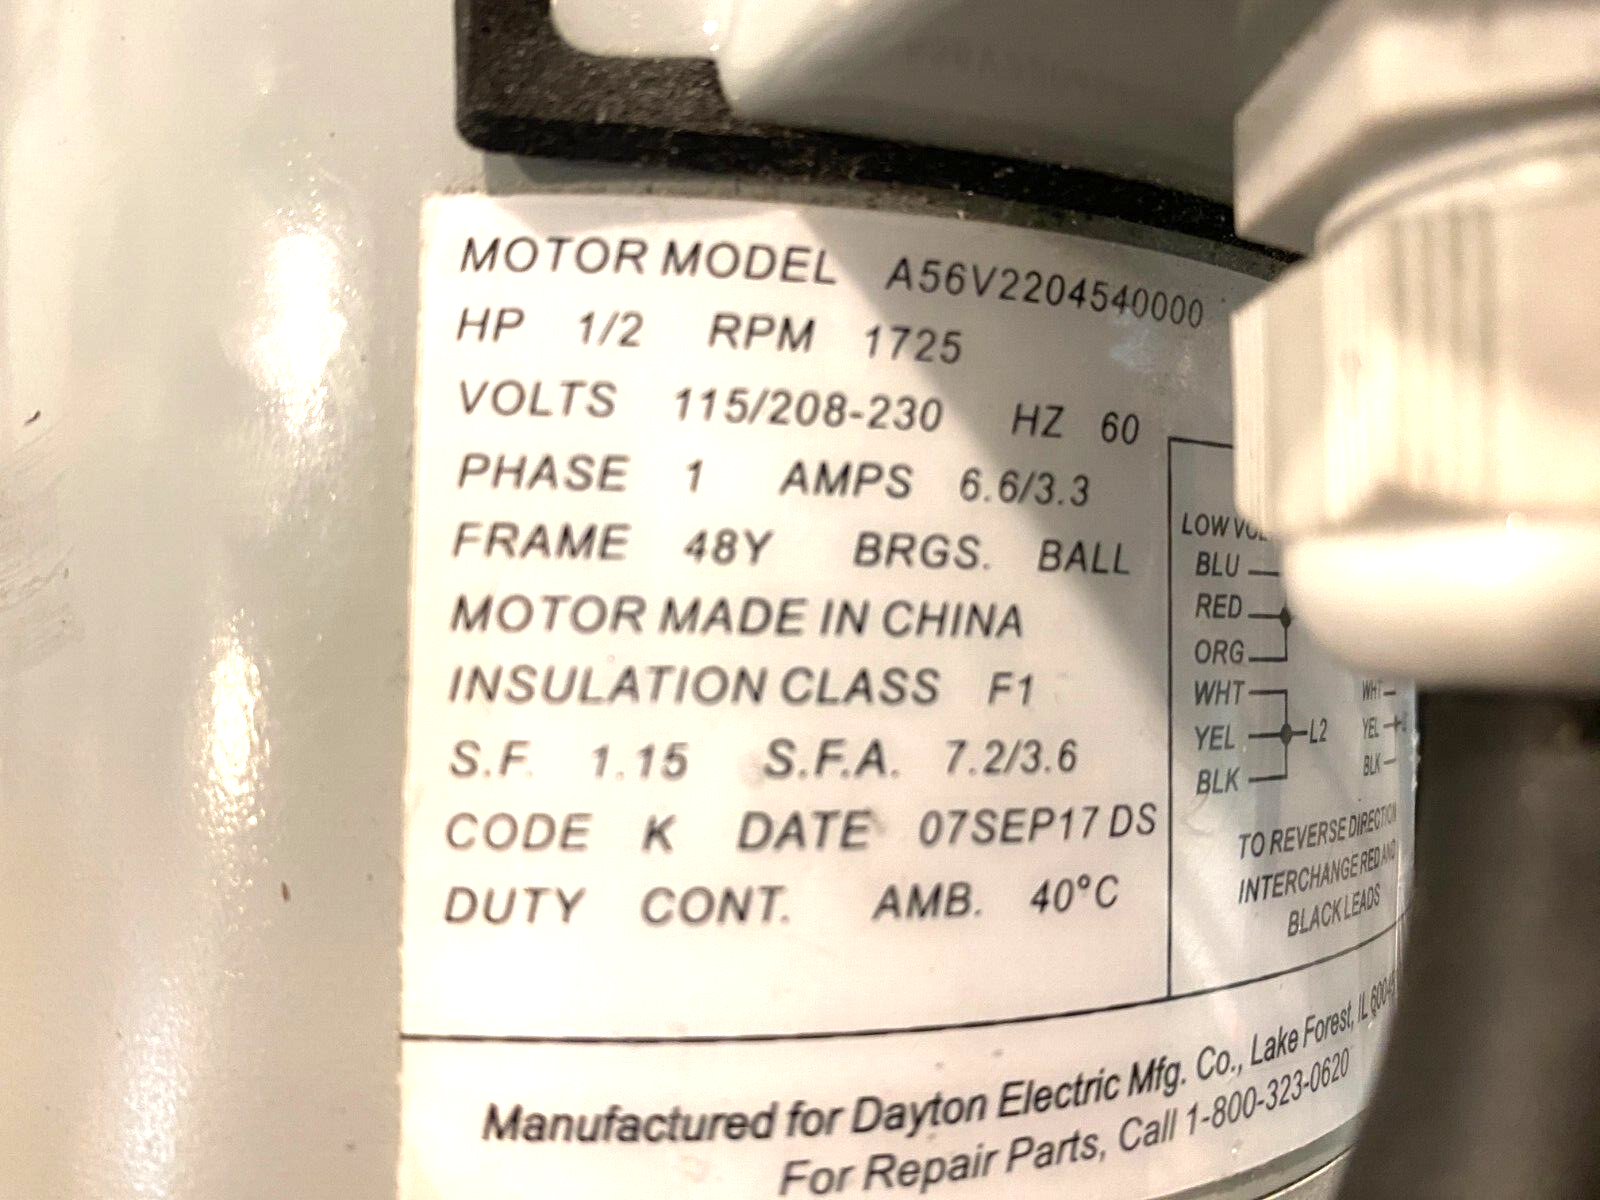 MOTOR MODEL A56V2204540000
HP 1/2 RPM 1725
VOLTS 115/208-230 HZ 60
PHASE 1 AMPS 6.6/3.3
FRAME 48Y BRGS. BALL
MOTOR MADE IN CHINA
INSULATION CLASS F1
S.F. 1.15 S.F.A. 7.2/3.6
CODE K DATE 07SEP17 DS
DUTY CONT. AMB. 40°C
LOW
BLU
RED
ORG
WHT
YEL L2
BLK
WHT
YEL
BLK
TO REVERSE DIRECTION
INTERCHANGE RED AND
BLACK LEADS
Manufactured for Dayton Electric Mfg. Co., Lake Forest, IL 60045
For Repair Parts, Call 1-800-323-0620